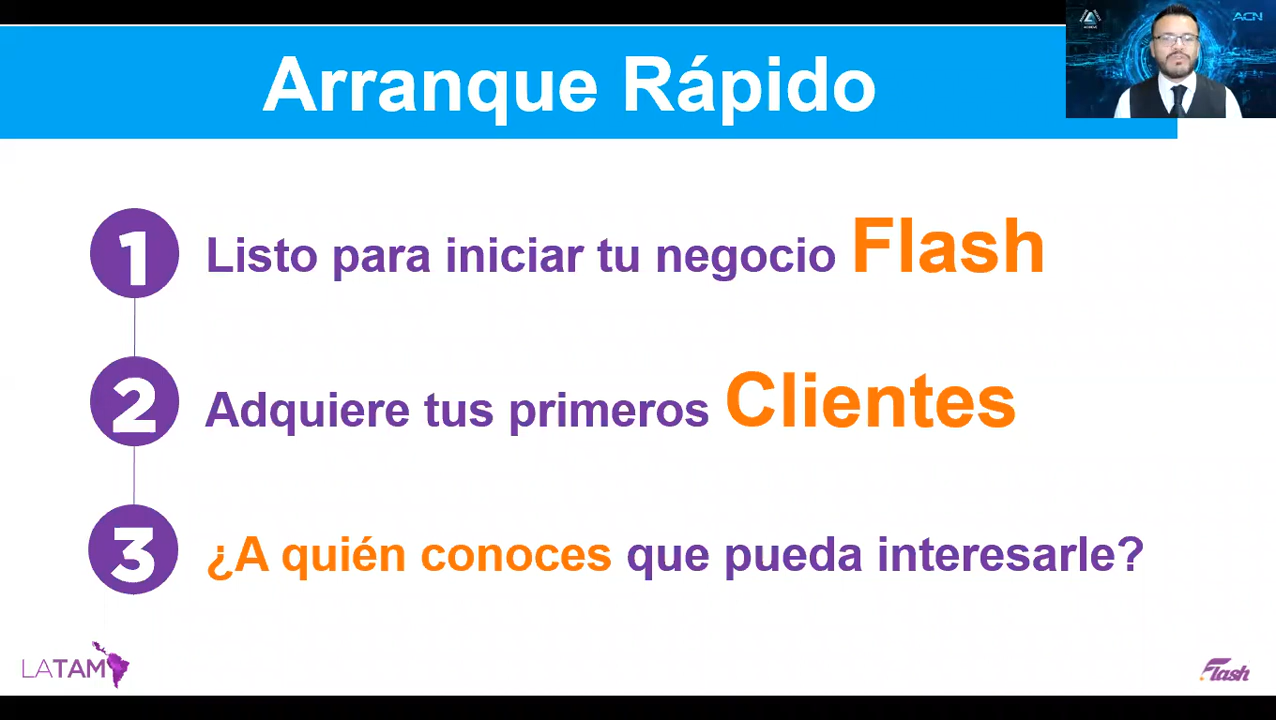 Arranque Rápido
ACN
1 Listo para iniciar tu negocio Flash
2 Adquiere tus primeros Clientes
3 ¿A quién conoces que pueda interesarle?
LATAM
Flash